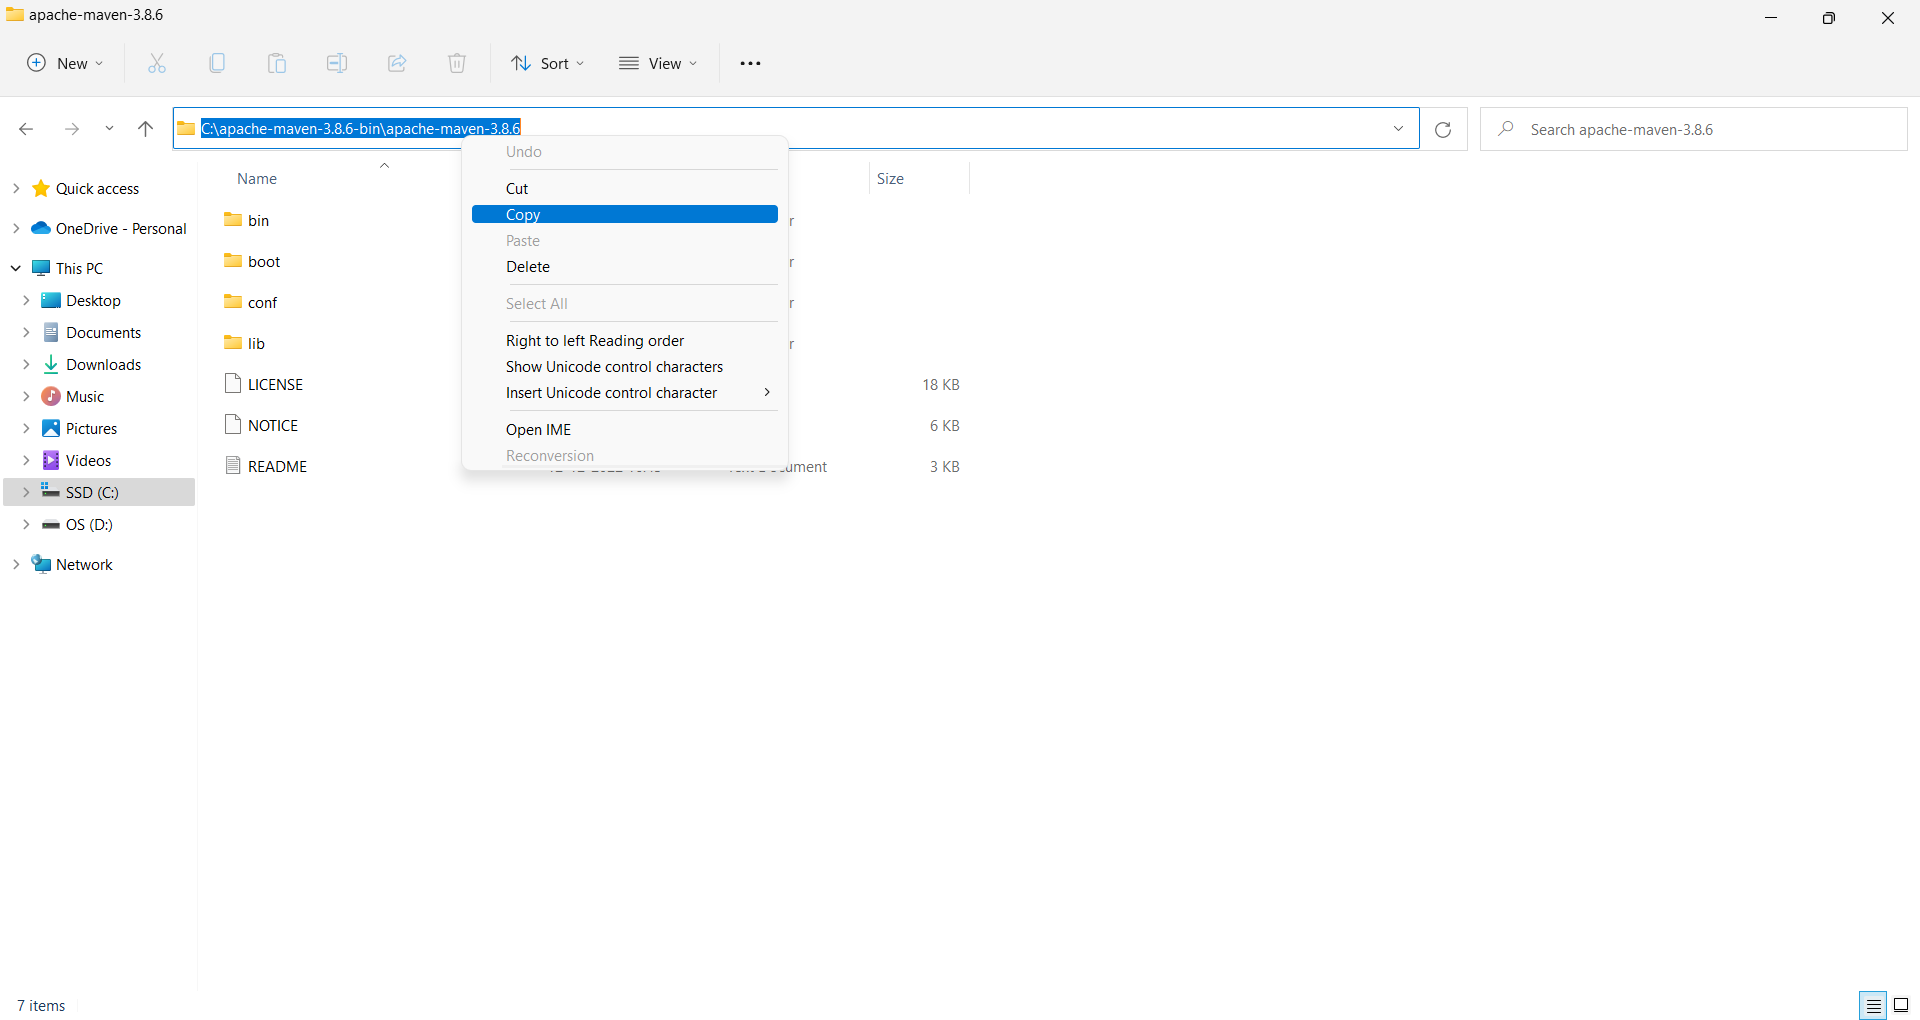 apache-maven-3.8.6
New
Sort
View
C:\apache-maven-3.8.6-bin\apache-maven-3.8.6
Search apache-maven-3.8.6
Name
Size
Quick access
OneDrive - Personal
This PC
Desktop
Documents
Downloads
Music
Pictures
Videos
SSD (C:)
OS (D:)
Network
bin
boot
conf
lib
LICENSE 18 KB
NOTICE 6 KB
README 3 KB
Undo
Cut
Copy
Paste
Delete
Select All
Right to left Reading order
Show Unicode control characters
Insert Unicode control character
Open IME
Reconversion
7 items